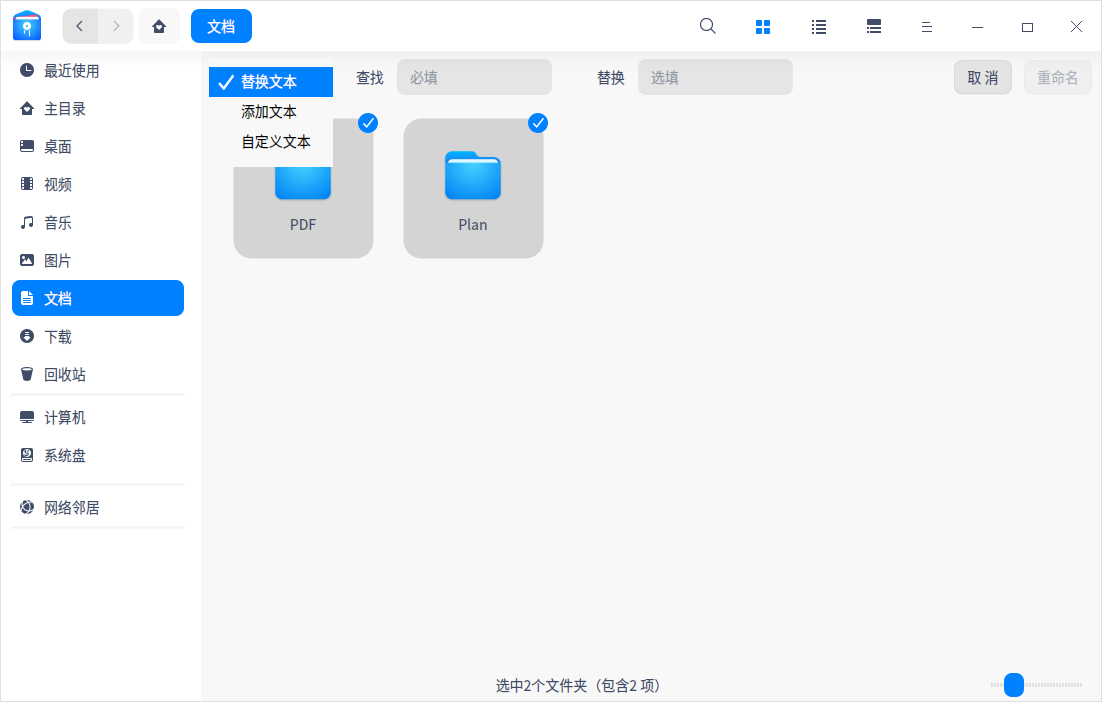 文档
最近使用
主目录
桌面
视频
音乐
图片
文档
下载
回收站
计算机
系统盘
网络邻居
替换文本
添加文本
自定义文本
查找 必填 替换 选填 取消 重命名
PDF Plan
选中2个文件夹（包含2 项）